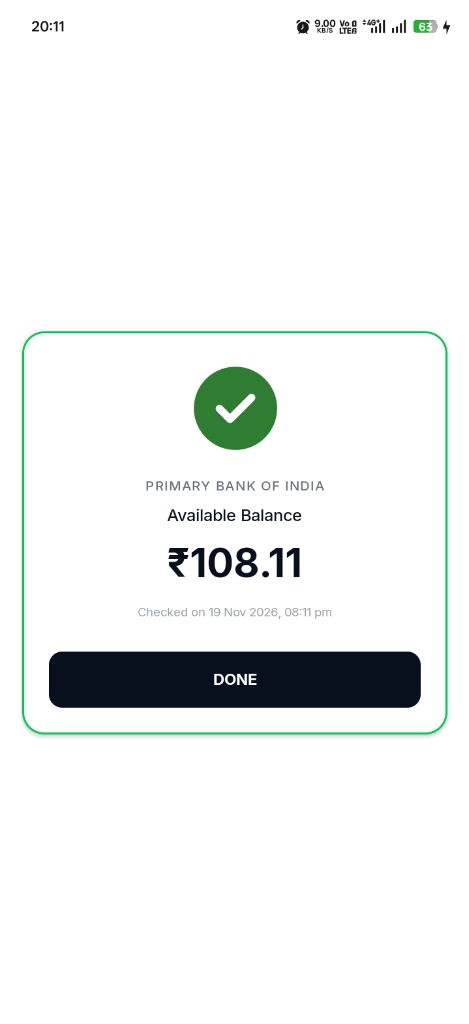 20:11
9.00 KB/S Vo LTE 4G+ 63
PRIMARY BANK OF INDIA
Available Balance
₹108.11
Checked on 19 Nov 2026, 08:11 pm
DONE